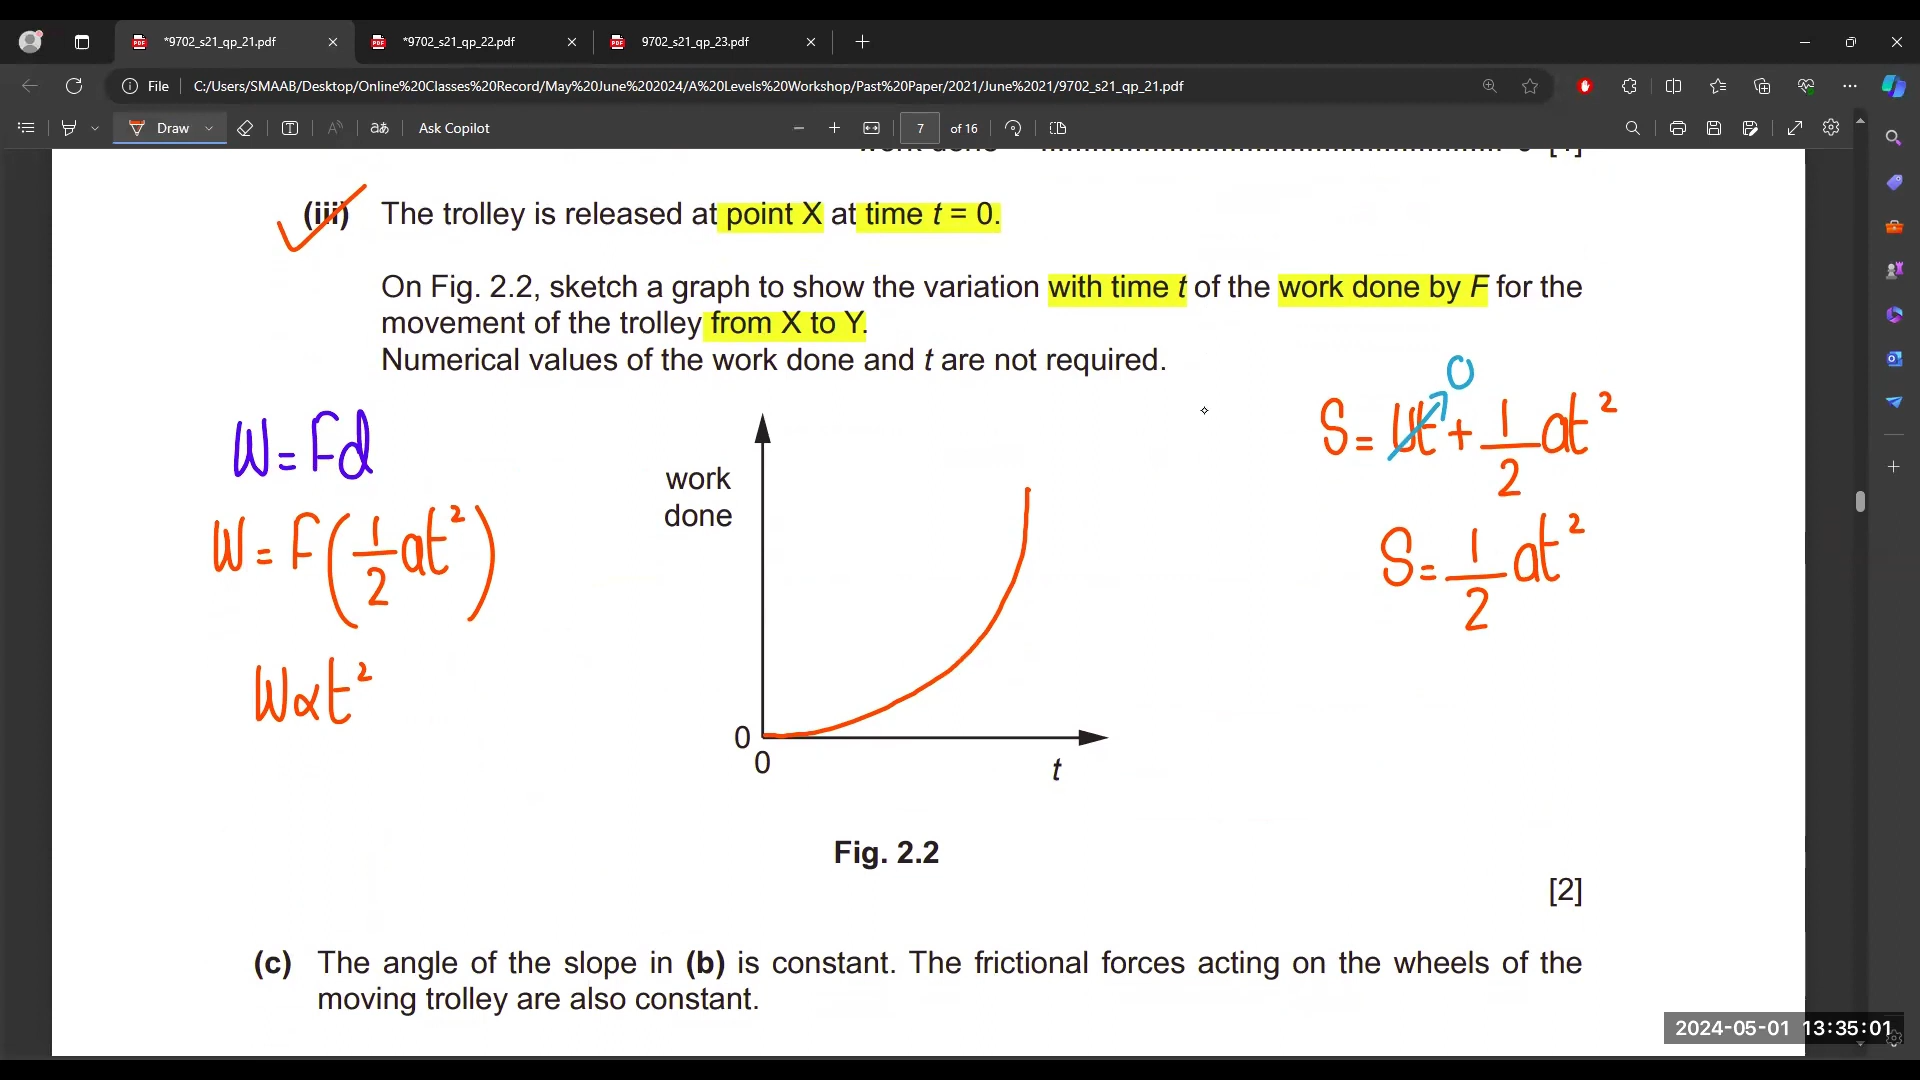 *9702_s21_qp_21.pdf
*9702_s21_qp_22.pdf
9702_s21_qp_23.pdf
File
C:/Users/SMAAB/Desktop/Online%20Classes%20Record/May%20June%202024/A%20Levels%20Workshop/Past%20Paper/2021/June%2021/9702_s21_qp_21.pdf
Draw
Ask Copilot
7 of 16
(iii) The trolley is released at point X at time t = 0.
On Fig. 2.2, sketch a graph to show the variation with time t of the work done by F for the
movement of the trolley from X to Y.
Numerical values of the work done and t are not required.
W = Fd
W = F(1/2 at²)
W ∝ t²
work
done
0
0
t
S = Ut + 1/2 at²
0
S = 1/2 at²
Fig. 2.2
[2]
(c) The angle of the slope in (b) is constant. The frictional forces acting on the wheels of the
moving trolley are also constant.
2024-05-01 13:35:01